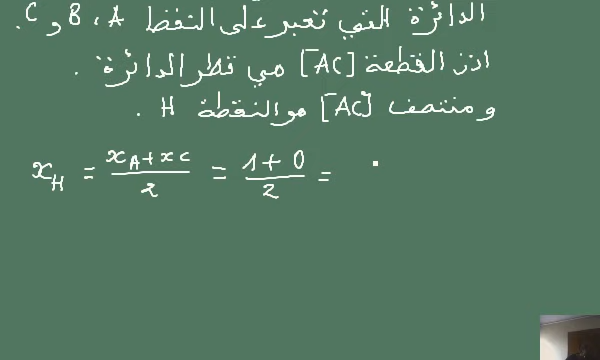 الدائرة التي تعبر على النقط A ، B و C.
اذن القطعة [AC] هي قطر الدائرة .
ومنتصف [AC] هو النقطة H .
x_H = (x_A + x_C)/2 = (1+0)/2 =